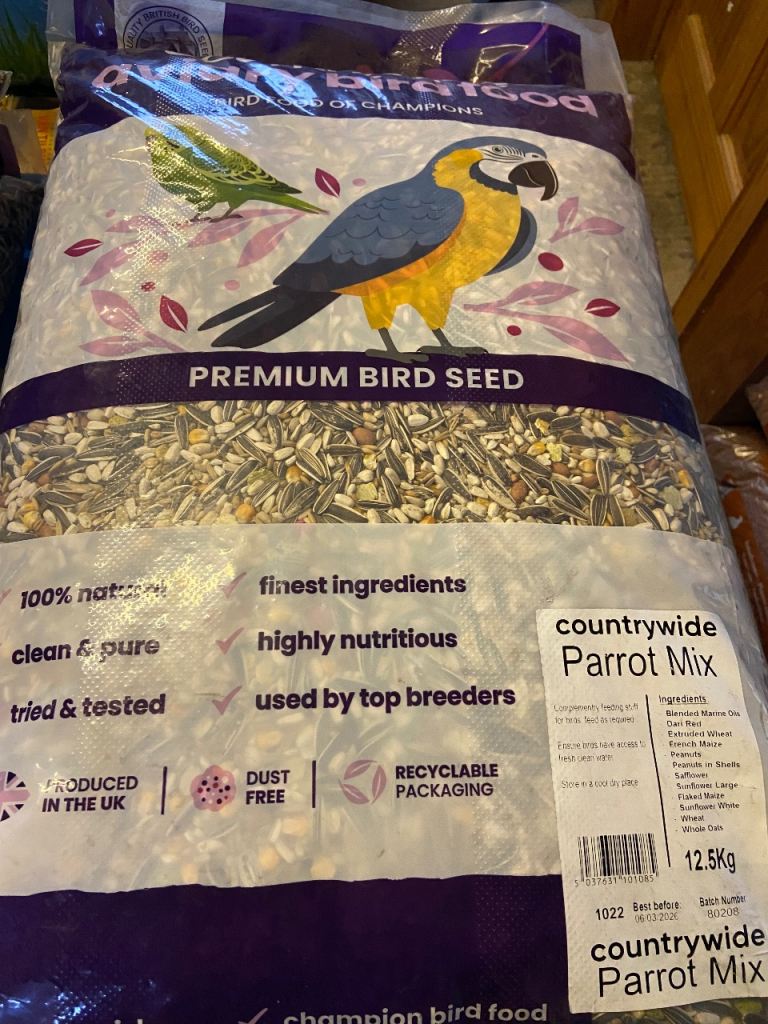 QUALITY BRITISH BIRD SEED
aviary bird food
BIRD FOOD OF CHAMPIONS
PREMIUM BIRD SEED
100% natural
finest ingredients
clean & pure
highly nutritious
tried & tested
used by top breeders
PRODUCED
IN THE UK
DUST
FREE
RECYCLABLE
PACKAGING
countrywide
Parrot Mix
Complementry feeding stuff
for birds. feed as required
Ensure birds have access to
fresh clean water.
Store in a cool dry place
Ingredients
- Blended Marine Oils
Dari Red
Extruded Wheat
- French Maize
- Peanuts
Peanuts in Shells
Safflower
Sunflower Large
- Flaked Maize
- Sunflower White
- Wheat
- Whole Oats
12.5Kg
5 037631 101085
1022
Best before:
06.03.2026
Batch Number
80208
countrywide
Parrot Mix
champion bird food